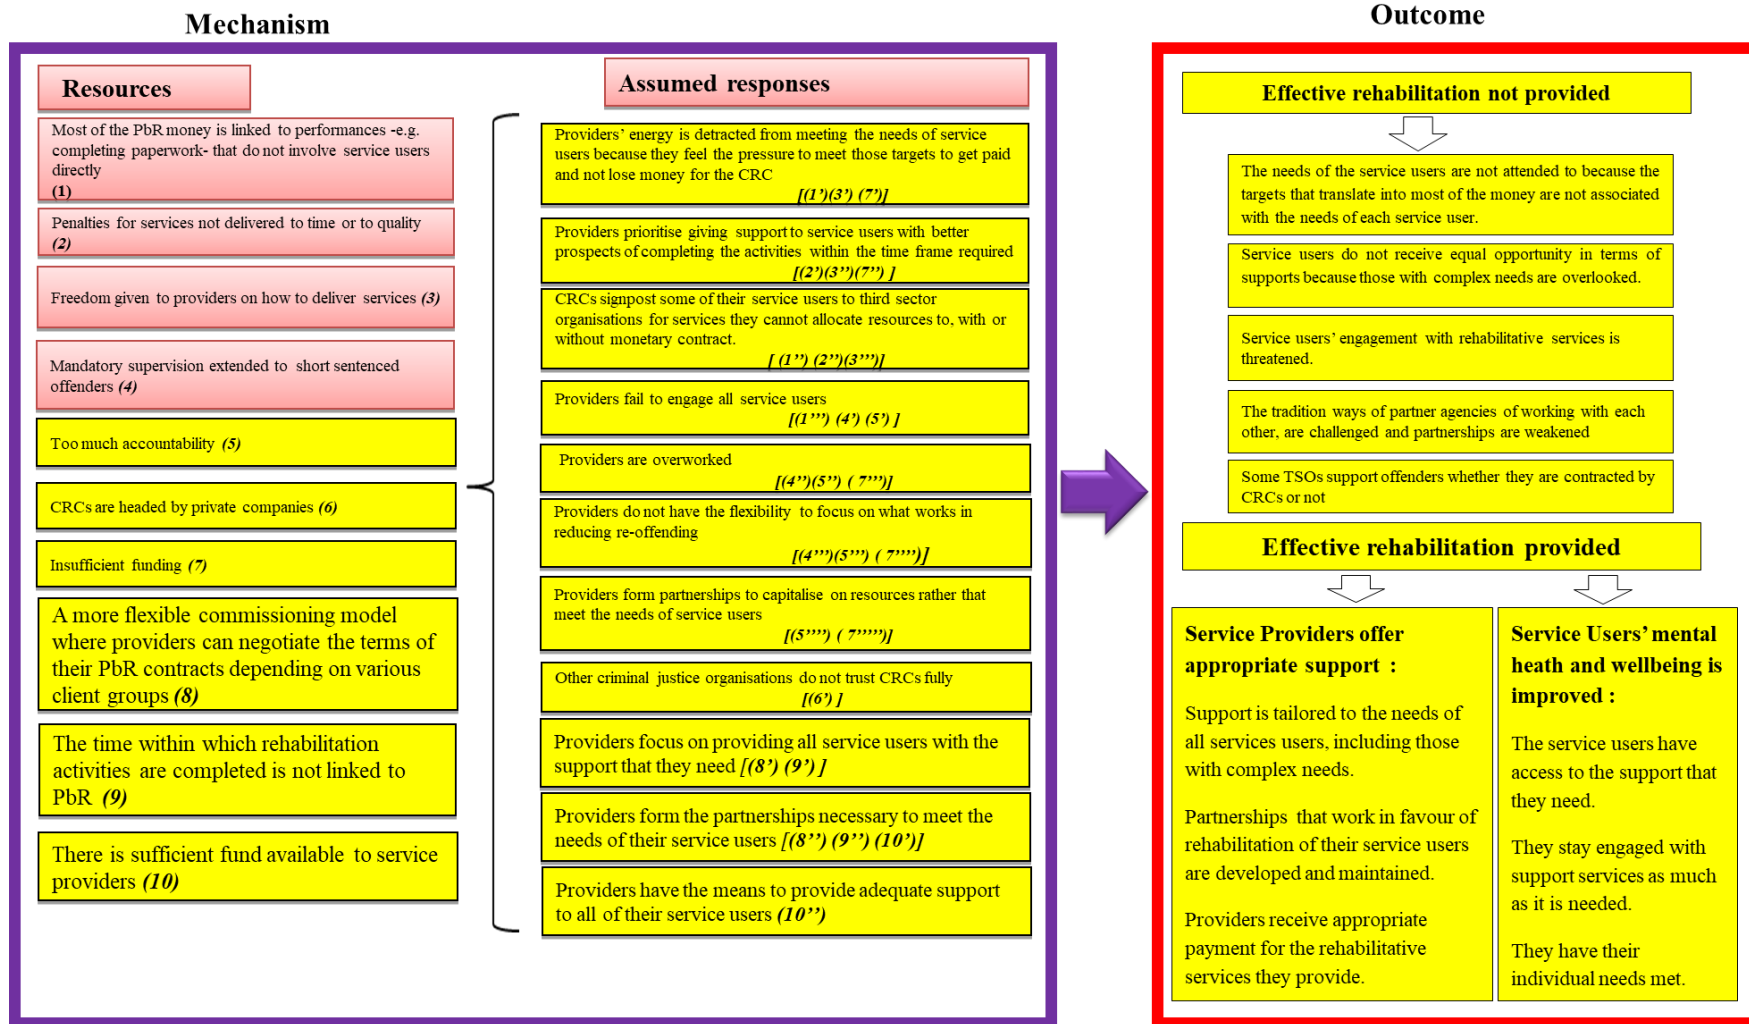 Mechanism
Resources
Most of the PbR money is linked to performances -e.g.
completing paperwork- that do not involve service users
directly
(1)
Penalties for services not delivered to time or to quality
(2)
Freedom given to providers on how to deliver services (3)
Mandatory supervision extended to short sentenced
offenders (4)
Too much accountability (5)
CRCs are headed by private companies (6)
Insufficient funding (7)
A more flexible commissioning model
where providers can negotiate the terms of
their PbR contracts depending on various
client groups (8)
The time within which rehabilitation
activities are completed is not linked to
PbR (9)
There is sufficient fund available to service
providers (10)
Assumed responses
Providers’ energy is detracted from meeting the needs of service
users because they feel the pressure to meet those targets to get paid
and not lose money for the CRC
[(1’)(3’) (7’)]
Providers prioritise giving support to service users with better
prospects of completing the activities within the time frame required
[(2’)(3’’)(7’’) ]
CRCs signpost some of their service users to third sector
organisations for services they cannot allocate resources to, with or
without monetary contract.
[ (1’’) (2’’)(3’’’)]
Providers fail to engage all service users
[(1’’’) (4’) (5’) ]
Providers are overworked
[(4’’)(5’’) ( 7’’’)]
Providers do not have the flexibility to focus on what works in
reducing re-offending
[(4’’’)(5’’’) ( 7’’’’)]
Providers form partnerships to capitalise on resources rather that
meet the needs of service users
[(5’’’’) ( 7’’’’’)]
Other criminal justice organisations do not trust CRCs fully
[(6’) ]
Providers focus on providing all service users with the
support that they need [(8’) (9’) ]
Providers form the partnerships necessary to meet the
needs of their service users [(8’’) (9’’) (10’)]
Providers have the means to provide adequate support
to all of their service users (10’’)
Outcome
Effective rehabilitation not provided
The needs of the service users are not attended to because the
targets that translate into most of the money are not associated
with the needs of each service user.
Service users do not receive equal opportunity in terms of
supports because those with complex needs are overlooked.
Service users’ engagement with rehabilitative services is
threatened.
The tradition ways of partner agencies of working with each
other, are challenged and partnerships are weakened
Some TSOs support offenders whether they are contracted by
CRCs or not
Effective rehabilitation provided
Service Providers offer
appropriate support :
Support is tailored to the needs of
all services users, including those
with complex needs.
Partnerships that work in favour of
rehabilitation of their service users
are developed and maintained.
Providers receive appropriate
payment for the rehabilitative
services they provide.
Service Users’ mental
heath and wellbeing is
improved :
The service users have
access to the support that
they need.
They stay engaged with
support services as much
as it is needed.
They have their
individual needs met.